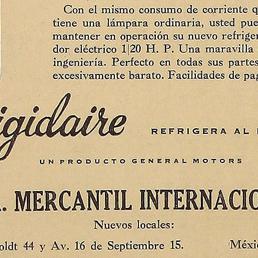 Con el mismo consumo de corriente q
tiene una lámpara ordinaria, usted pue
mantener en operación su nuevo refriger
dor eléctrico 1|20 H. P. Una maravilla
ingeniería. Perfecto en todas sus partes
excesivamente barato. Facilidades de pag
igidaire REFRIGERA AL
UN PRODUCTO GENERAL MOTORS
. MERCANTIL INTERNACIO
Nuevos locales:
oldt 44 y Av. 16 de Septiembre 15. Méxi